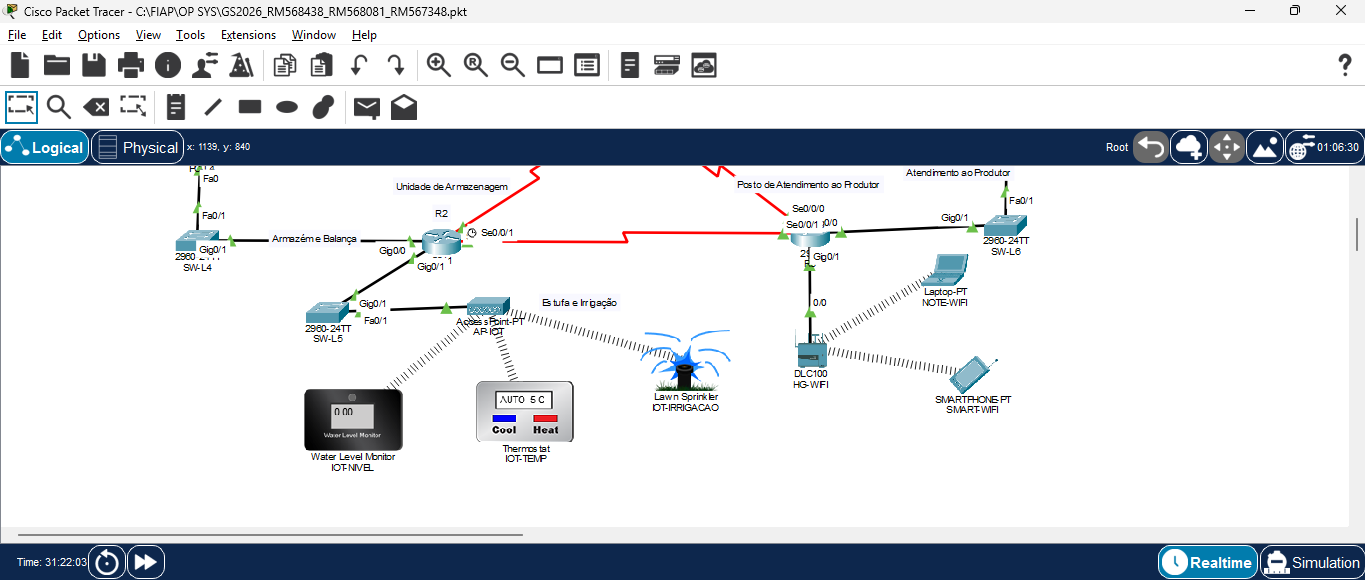 Cisco Packet Tracer - C:\FIAP\OP SYS\GS2026_RM568438_RM568081_RM567348.pkt
File Edit Options View Tools Extensions Window Help
Logical Physical x: 1139, y: 840 Root 01:06:30
Fa0
Fa0/1
Armazém e Balança
Gig0/1
2960
SW-L4
Unidade de Armazenagem
R2
Se0/0/1
Gig0/0
Gig0/1
Posto de Atendimento ao Produtor
Se0/0/0
Se0/0/1
0/0
Gig0/1
Atendimento ao Produtor
Fa0/1
Gig0/1
2960-24TT
SW-L6
Gig0/1
Fa0/1
2960-24TT
SW-L5
Estufa e Irrigação
AccessPoint-PT
AP-IOT
Laptop-PT
NOTE-WIFI
0/0
DLC100
HG-WIFI
SMARTPHONE-PT
SMART-WIFI
Lawn Sprinkler
IOT-IRRIGACAO
AUTO 5 C
Cool Heat
Thermostat
IOT-TEMP
0.00
Water Level Monitor
Water Level Monitor
IOT-NIVEL
Time: 31:22:03
Realtime Simulation